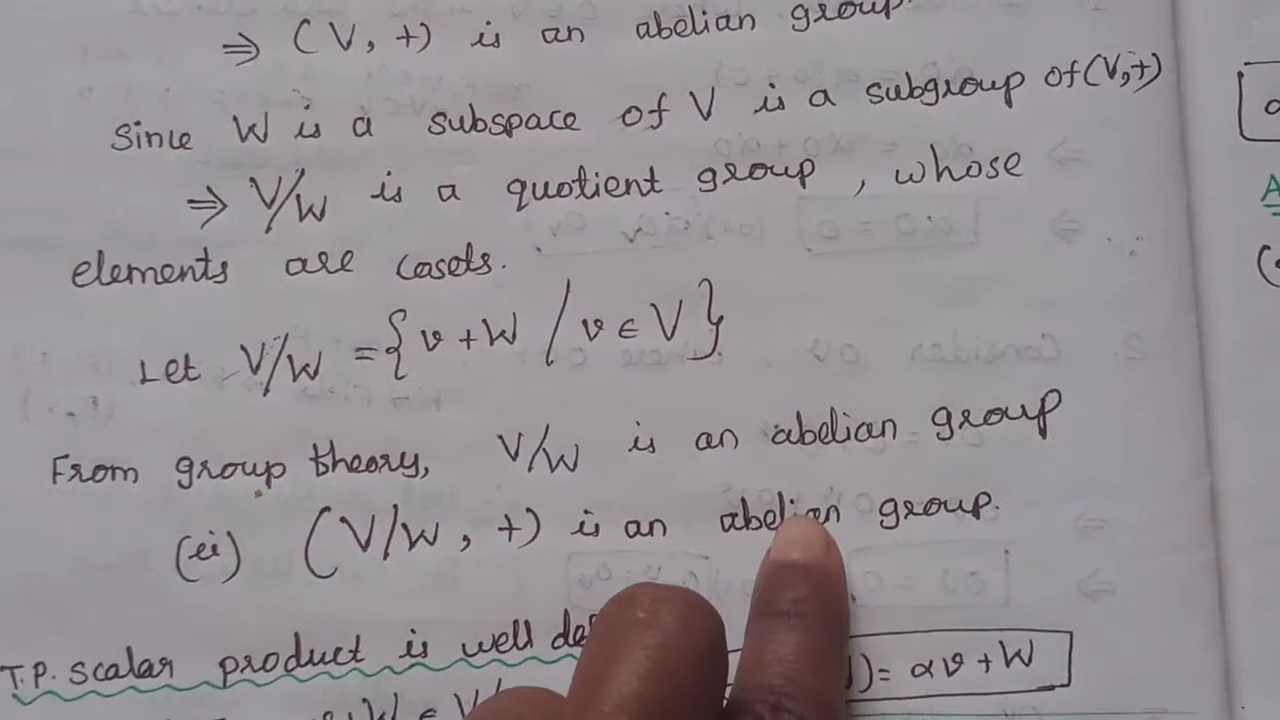 ⇒ (V, +) is an abelian group.
Since W is a subspace of V is a subgroup of (V,+)
⇒ V/W is a quotient group, whose
elements are cosets.
Let V/W = {v + W / v ∈ V}
From group theory, V/W is an abelian group
(ei) (V/W, +) is an abelian group.
T.P. scalar product is well
) = αv + W